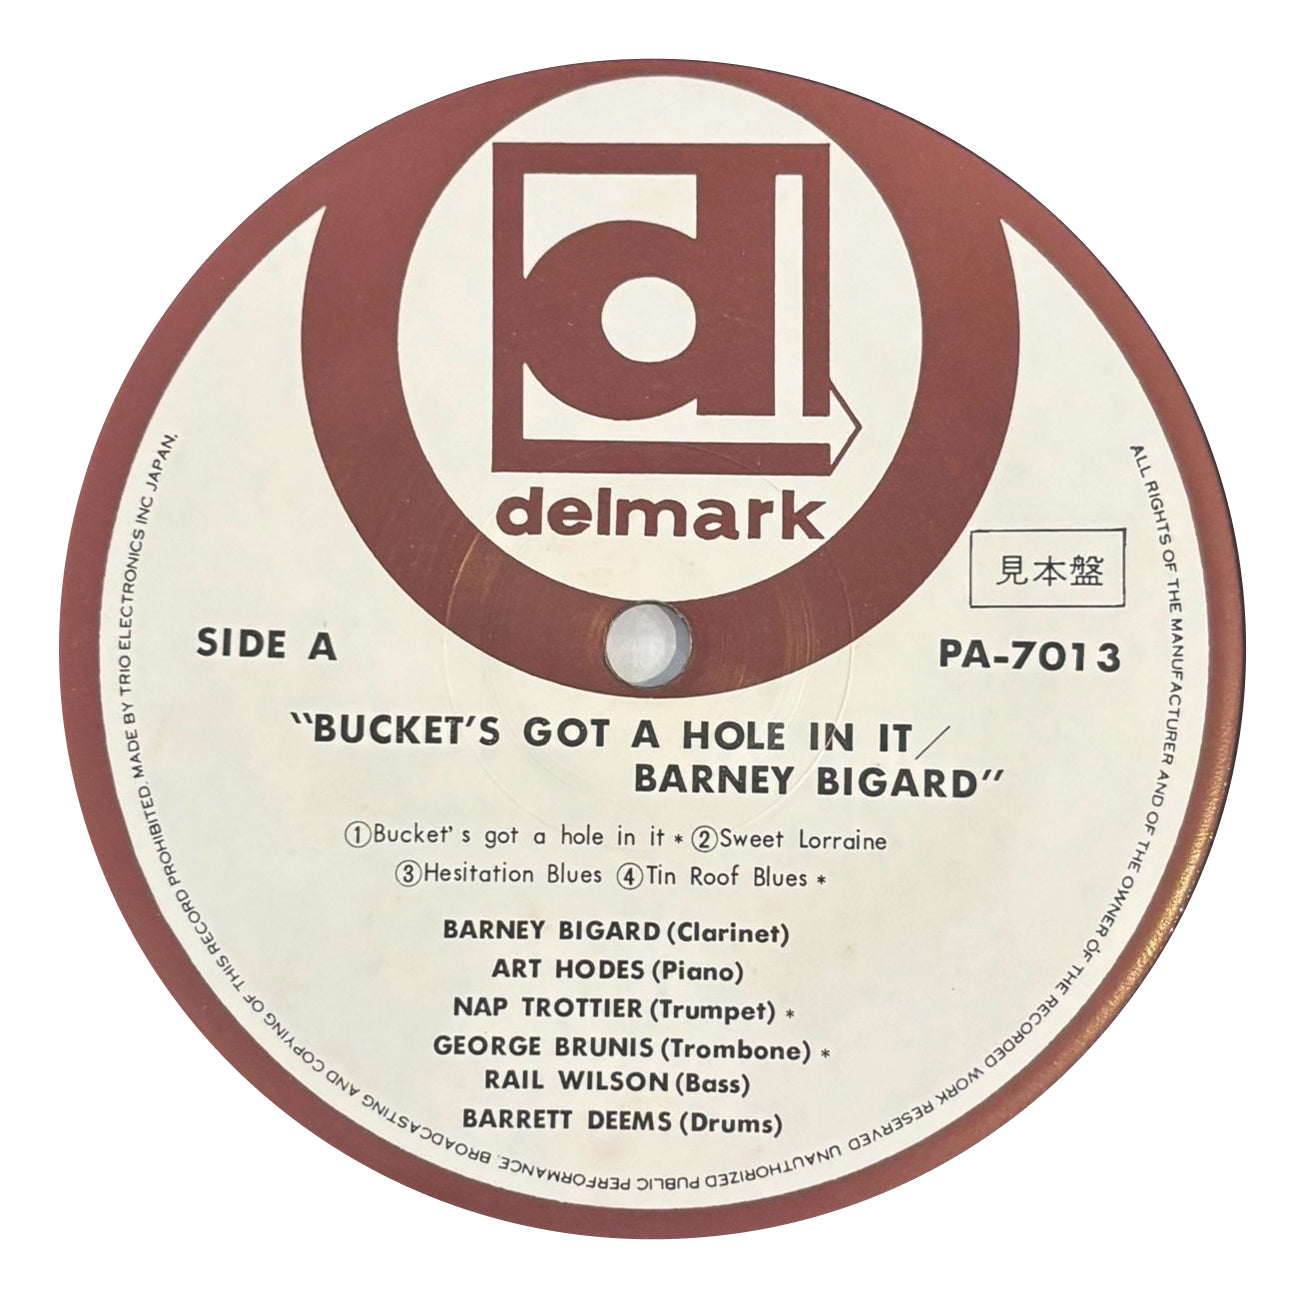 delmark
見本盤
SIDE A
PA-7013
"BUCKET'S GOT A HOLE IN IT/
BARNEY BIGARD"
①Bucket's got a hole in it * ②Sweet Lorraine
③Hesitation Blues ④Tin Roof Blues *
BARNEY BIGARD (Clarinet)
ART HODES (Piano)
NAP TROTTIER (Trumpet) *
GEORGE BRUNIS (Trombone) *
RAIL WILSON (Bass)
BARRETT DEEMS (Drums)
ALL RIGHTS OF THE MANUFACTURER AND OF THE OWNER OF THE RECORDED WORK RESERVED UNAUTHORIZED PUBLIC PERFORMANCE, BROADCASTING AND COPYING OF THIS RECORD PROHIBITED. MADE BY TRIO ELECTRONICS INC JAPAN.